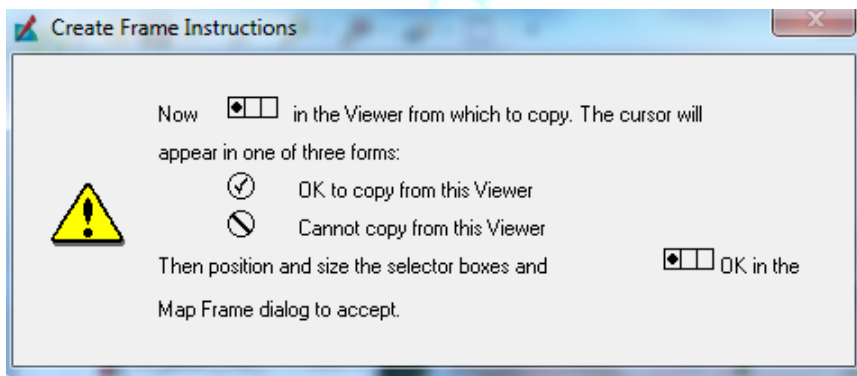 Create Frame Instructions
Now in the Viewer from which to copy. The cursor will
appear in one of three forms:
OK to copy from this Viewer
Cannot copy from this Viewer
Then position and size the selector boxes and OK in the
Map Frame dialog to accept.